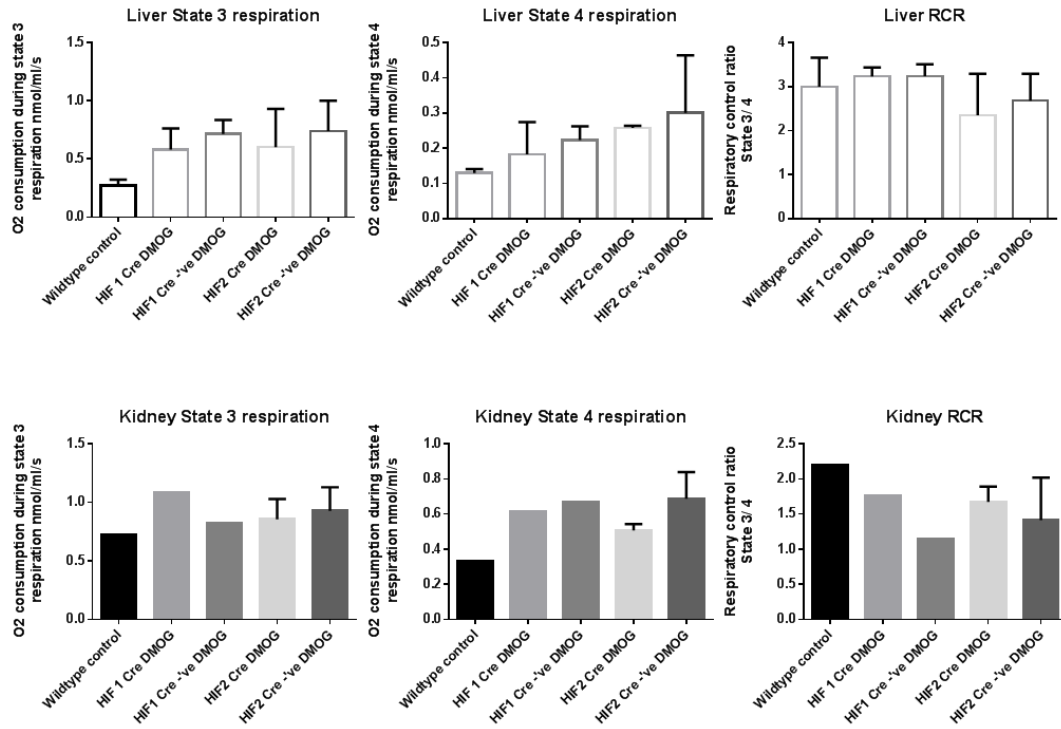 Liver State 3 respiration
O2 consumption during state 3
respiration nmol/ml/s
1.5
1.0
0.5
0.0
Wildtype control
HIF 1 Cre DMOG
HIF1 Cre -'ve DMOG
HIF2 Cre DMOG
HIF2 Cre -'ve DMOG
Liver State 4 respiration
O2 consumption during state 4
respiration nmol/ml/s
0.5
0.4
0.3
0.2
0.1
0.0
Wildtype control
HIF 1 Cre DMOG
HIF1 Cre -'ve DMOG
HIF2 Cre DMOG
HIF2 Cre -'ve DMOG
Liver RCR
Respiratory control ratio
State 3/ 4
4
3
2
1
0
Wildtype control
HIF 1 Cre DMOG
HIF1 Cre -'ve DMOG
HIF2 Cre DMOG
HIF2 Cre -'ve DMOG
Kidney State 3 respiration
O2 consumption during state 3
respiration nmol//ml/s
1.5
1.0
0.5
0.0
Wildtype control
HIF 1 Cre DMOG
HIF1 Cre -'ve DMOG
HIF2 Cre DMOG
HIF2 Cre -'ve DMOG
Kidney State 4 respiration
O2 consumption during state 4
respiration nmol/ml/s
1.0
0.8
0.6
0.4
0.2
0.0
Wildtype control
HIF 1 Cre DMOG
HIF1 Cre -'ve DMOG
HIF2 Cre DMOG
HIF2 Cre -'ve DMOG
Kidney RCR
Respiratory control ratio
State 3/ 4
2.5
2.0
1.5
1.0
0.5
0.0
Wildtype control
HIF 1 Cre DMOG
HIF1 Cre -'ve DMOG
HIF2 Cre DMOG
HIF2 Cre -'ve DMOG